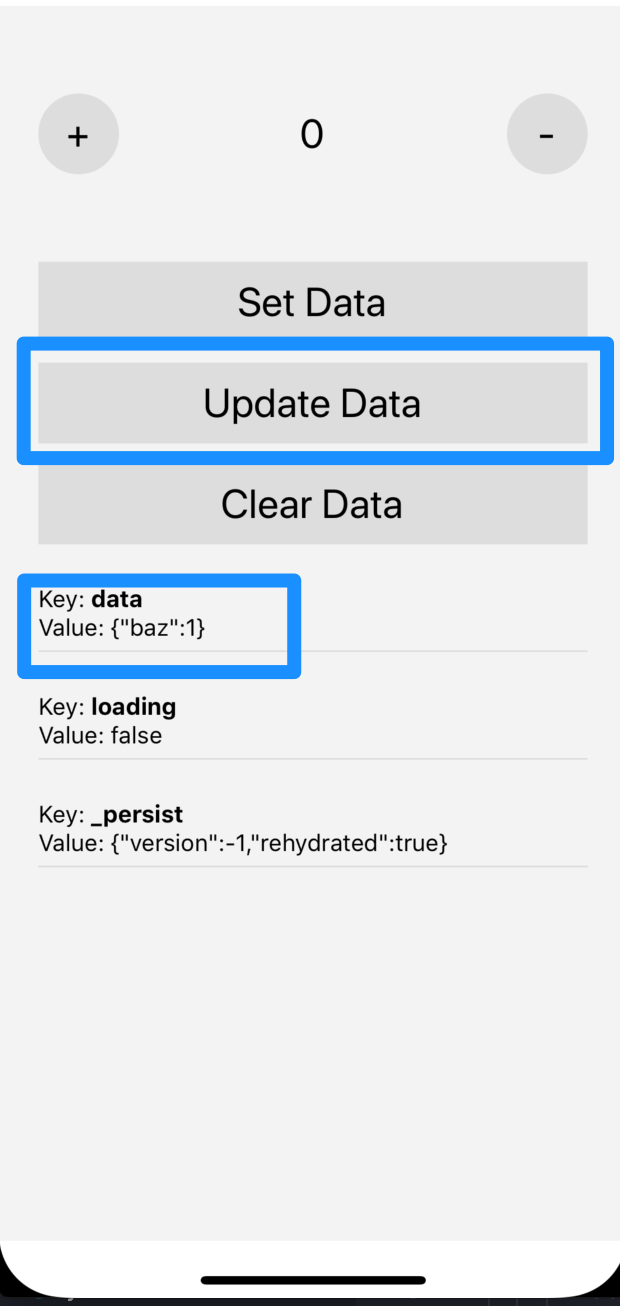 + 0 -
Set Data
Update Data
Clear Data
Key: data
Value: {"baz":1}
Key: loading
Value: false
Key: _persist
Value: {"version":-1,"rehydrated":true}